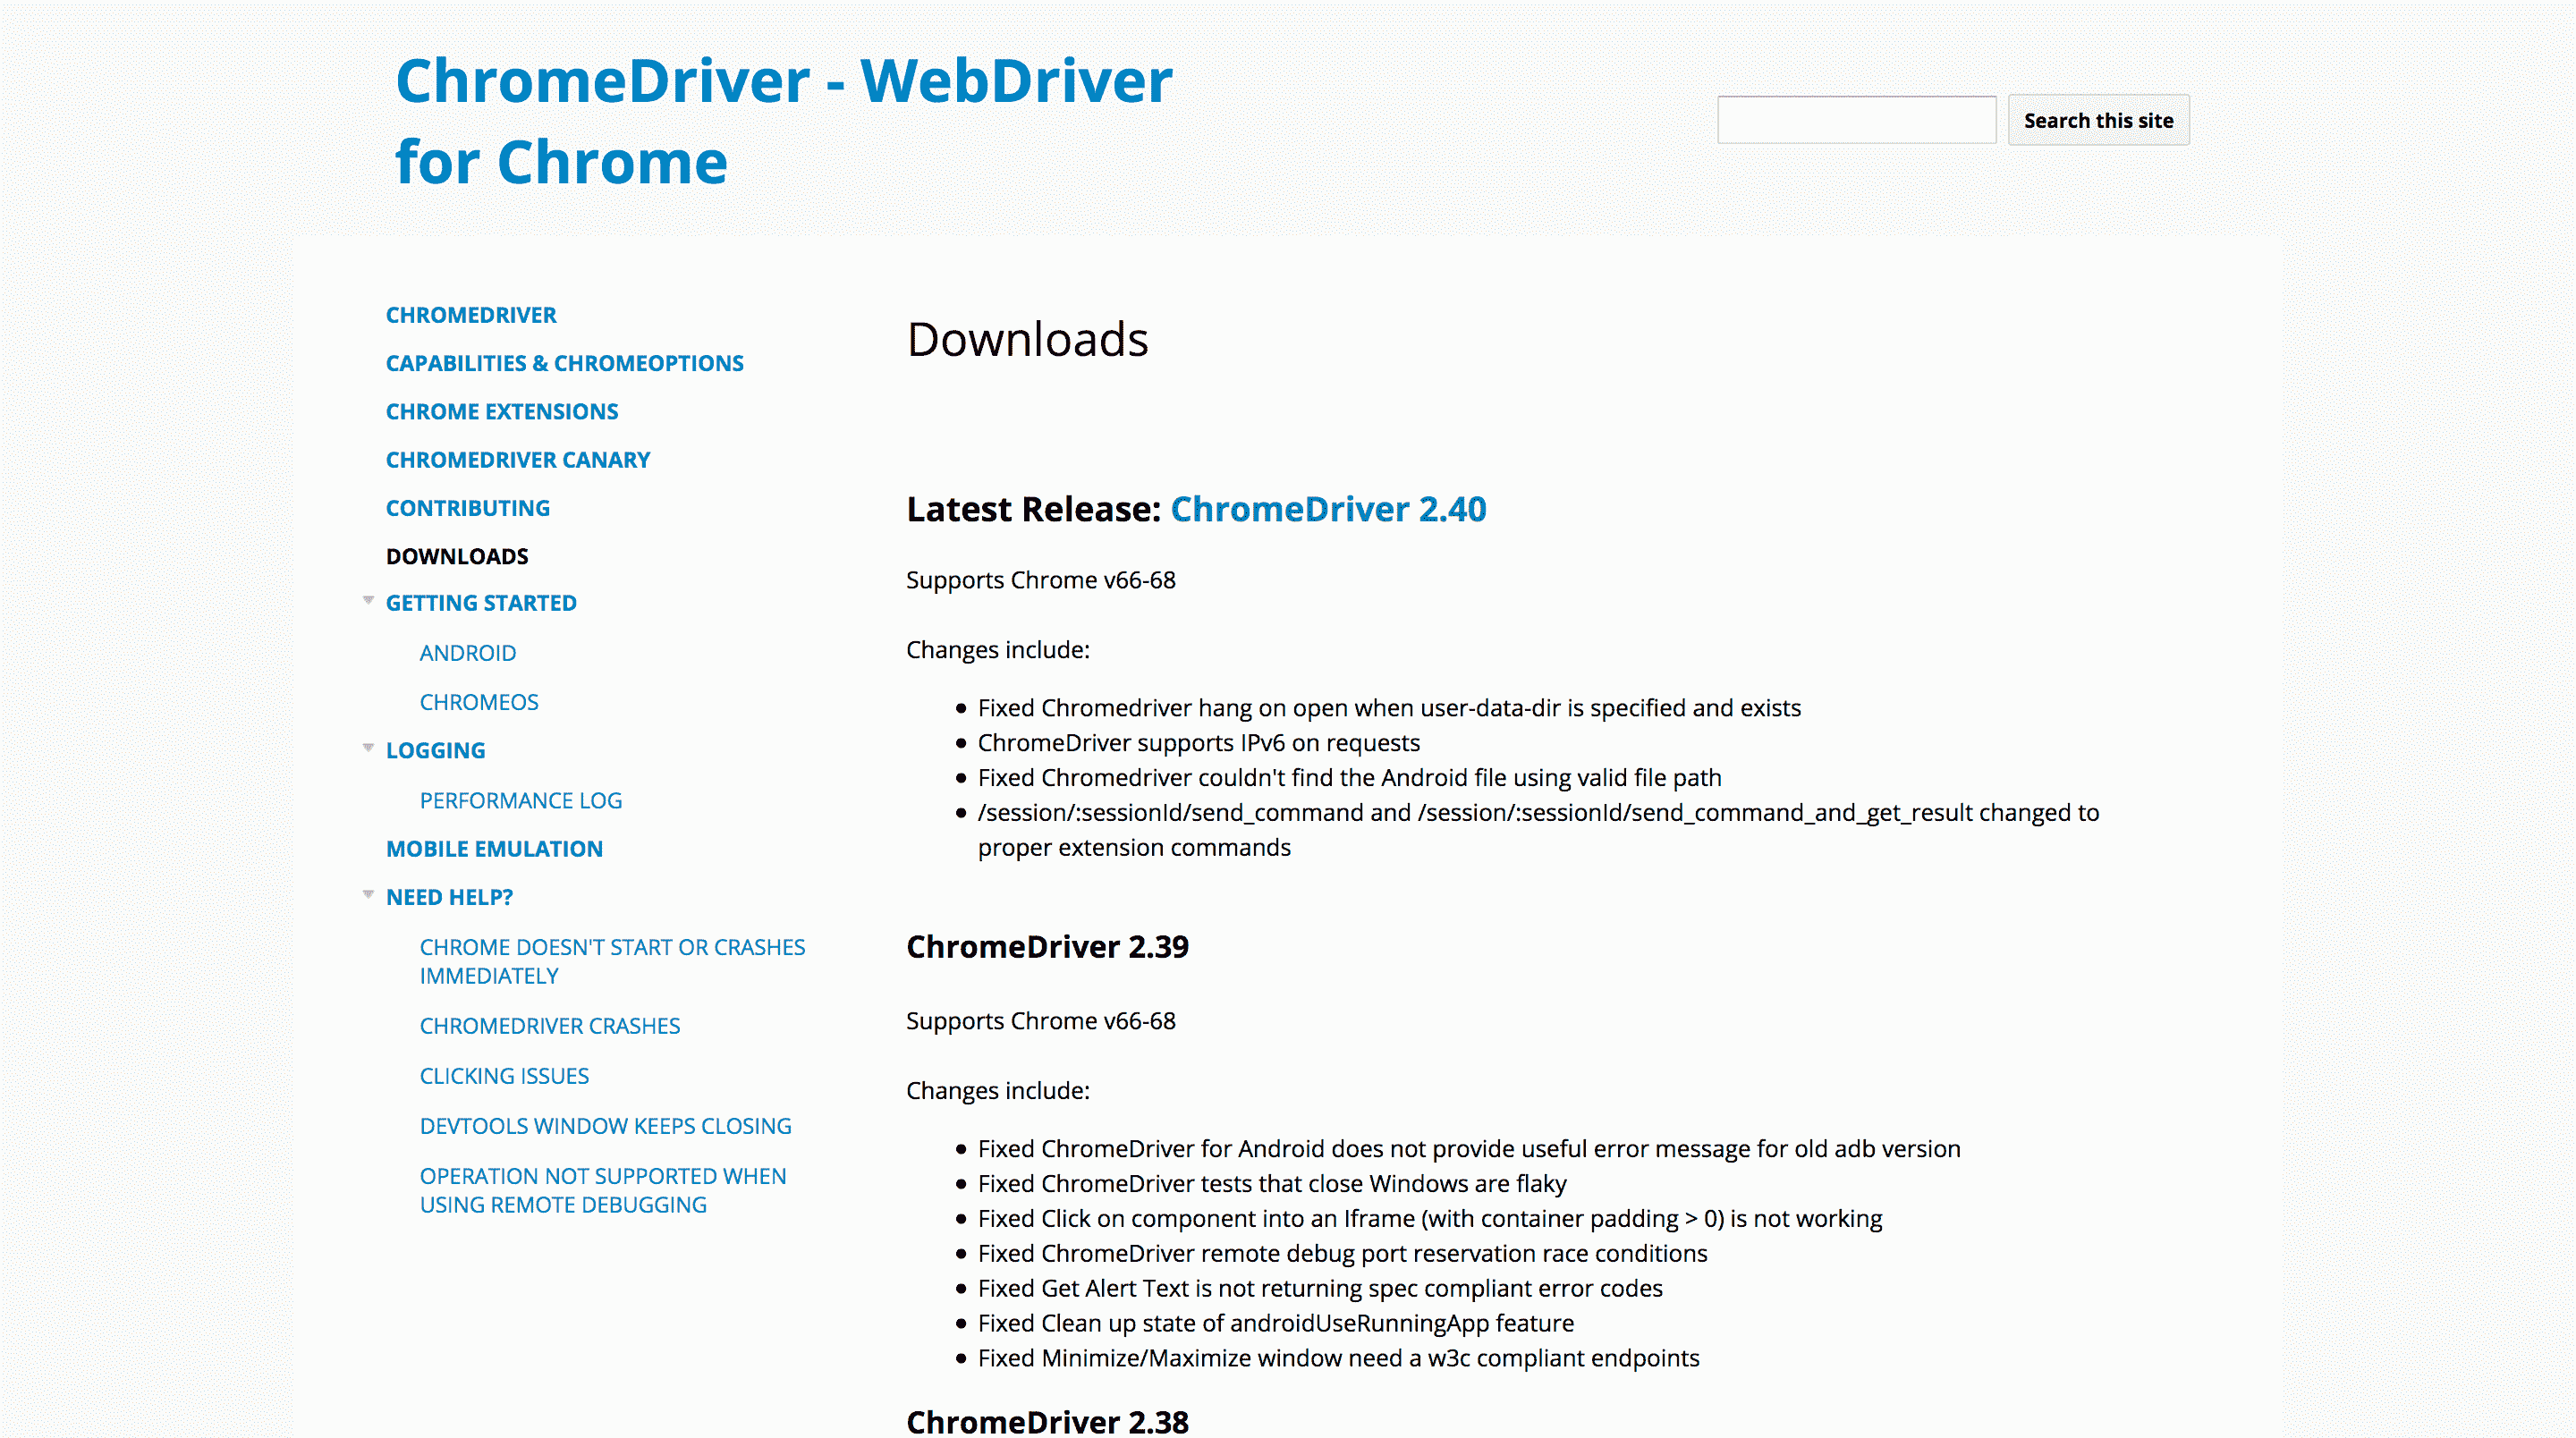 ChromeDriver - WebDriver
for Chrome
Search this site
CHROMEDRIVER
CAPABILITIES & CHROMEOPTIONS
CHROME EXTENSIONS
CHROMEDRIVER CANARY
CONTRIBUTING
DOWNLOADS
GETTING STARTED
ANDROID
CHROMEOS
LOGGING
PERFORMANCE LOG
MOBILE EMULATION
NEED HELP?
CHROME DOESN'T START OR CRASHES
IMMEDIATELY
CHROMEDRIVER CRASHES
CLICKING ISSUES
DEVTOOLS WINDOW KEEPS CLOSING
OPERATION NOT SUPPORTED WHEN
USING REMOTE DEBUGGING
Downloads
Latest Release: ChromeDriver 2.40
Supports Chrome v66-68
Changes include:
• Fixed Chromedriver hang on open when user-data-dir is specified and exists
• ChromeDriver supports IPv6 on requests
• Fixed Chromedriver couldn't find the Android file using valid file path
• /session/:sessionId/send_command and /session/:sessionId/send_command_and_get_result changed to
proper extension commands
ChromeDriver 2.39
Supports Chrome v66-68
Changes include:
• Fixed ChromeDriver for Android does not provide useful error message for old adb version
• Fixed ChromeDriver tests that close Windows are flaky
• Fixed Click on component into an Iframe (with container padding > 0) is not working
• Fixed ChromeDriver remote debug port reservation race conditions
• Fixed Get Alert Text is not returning spec compliant error codes
• Fixed Clean up state of androidUseRunningApp feature
• Fixed Minimize/Maximize window need a w3c compliant endpoints
ChromeDriver 2.38